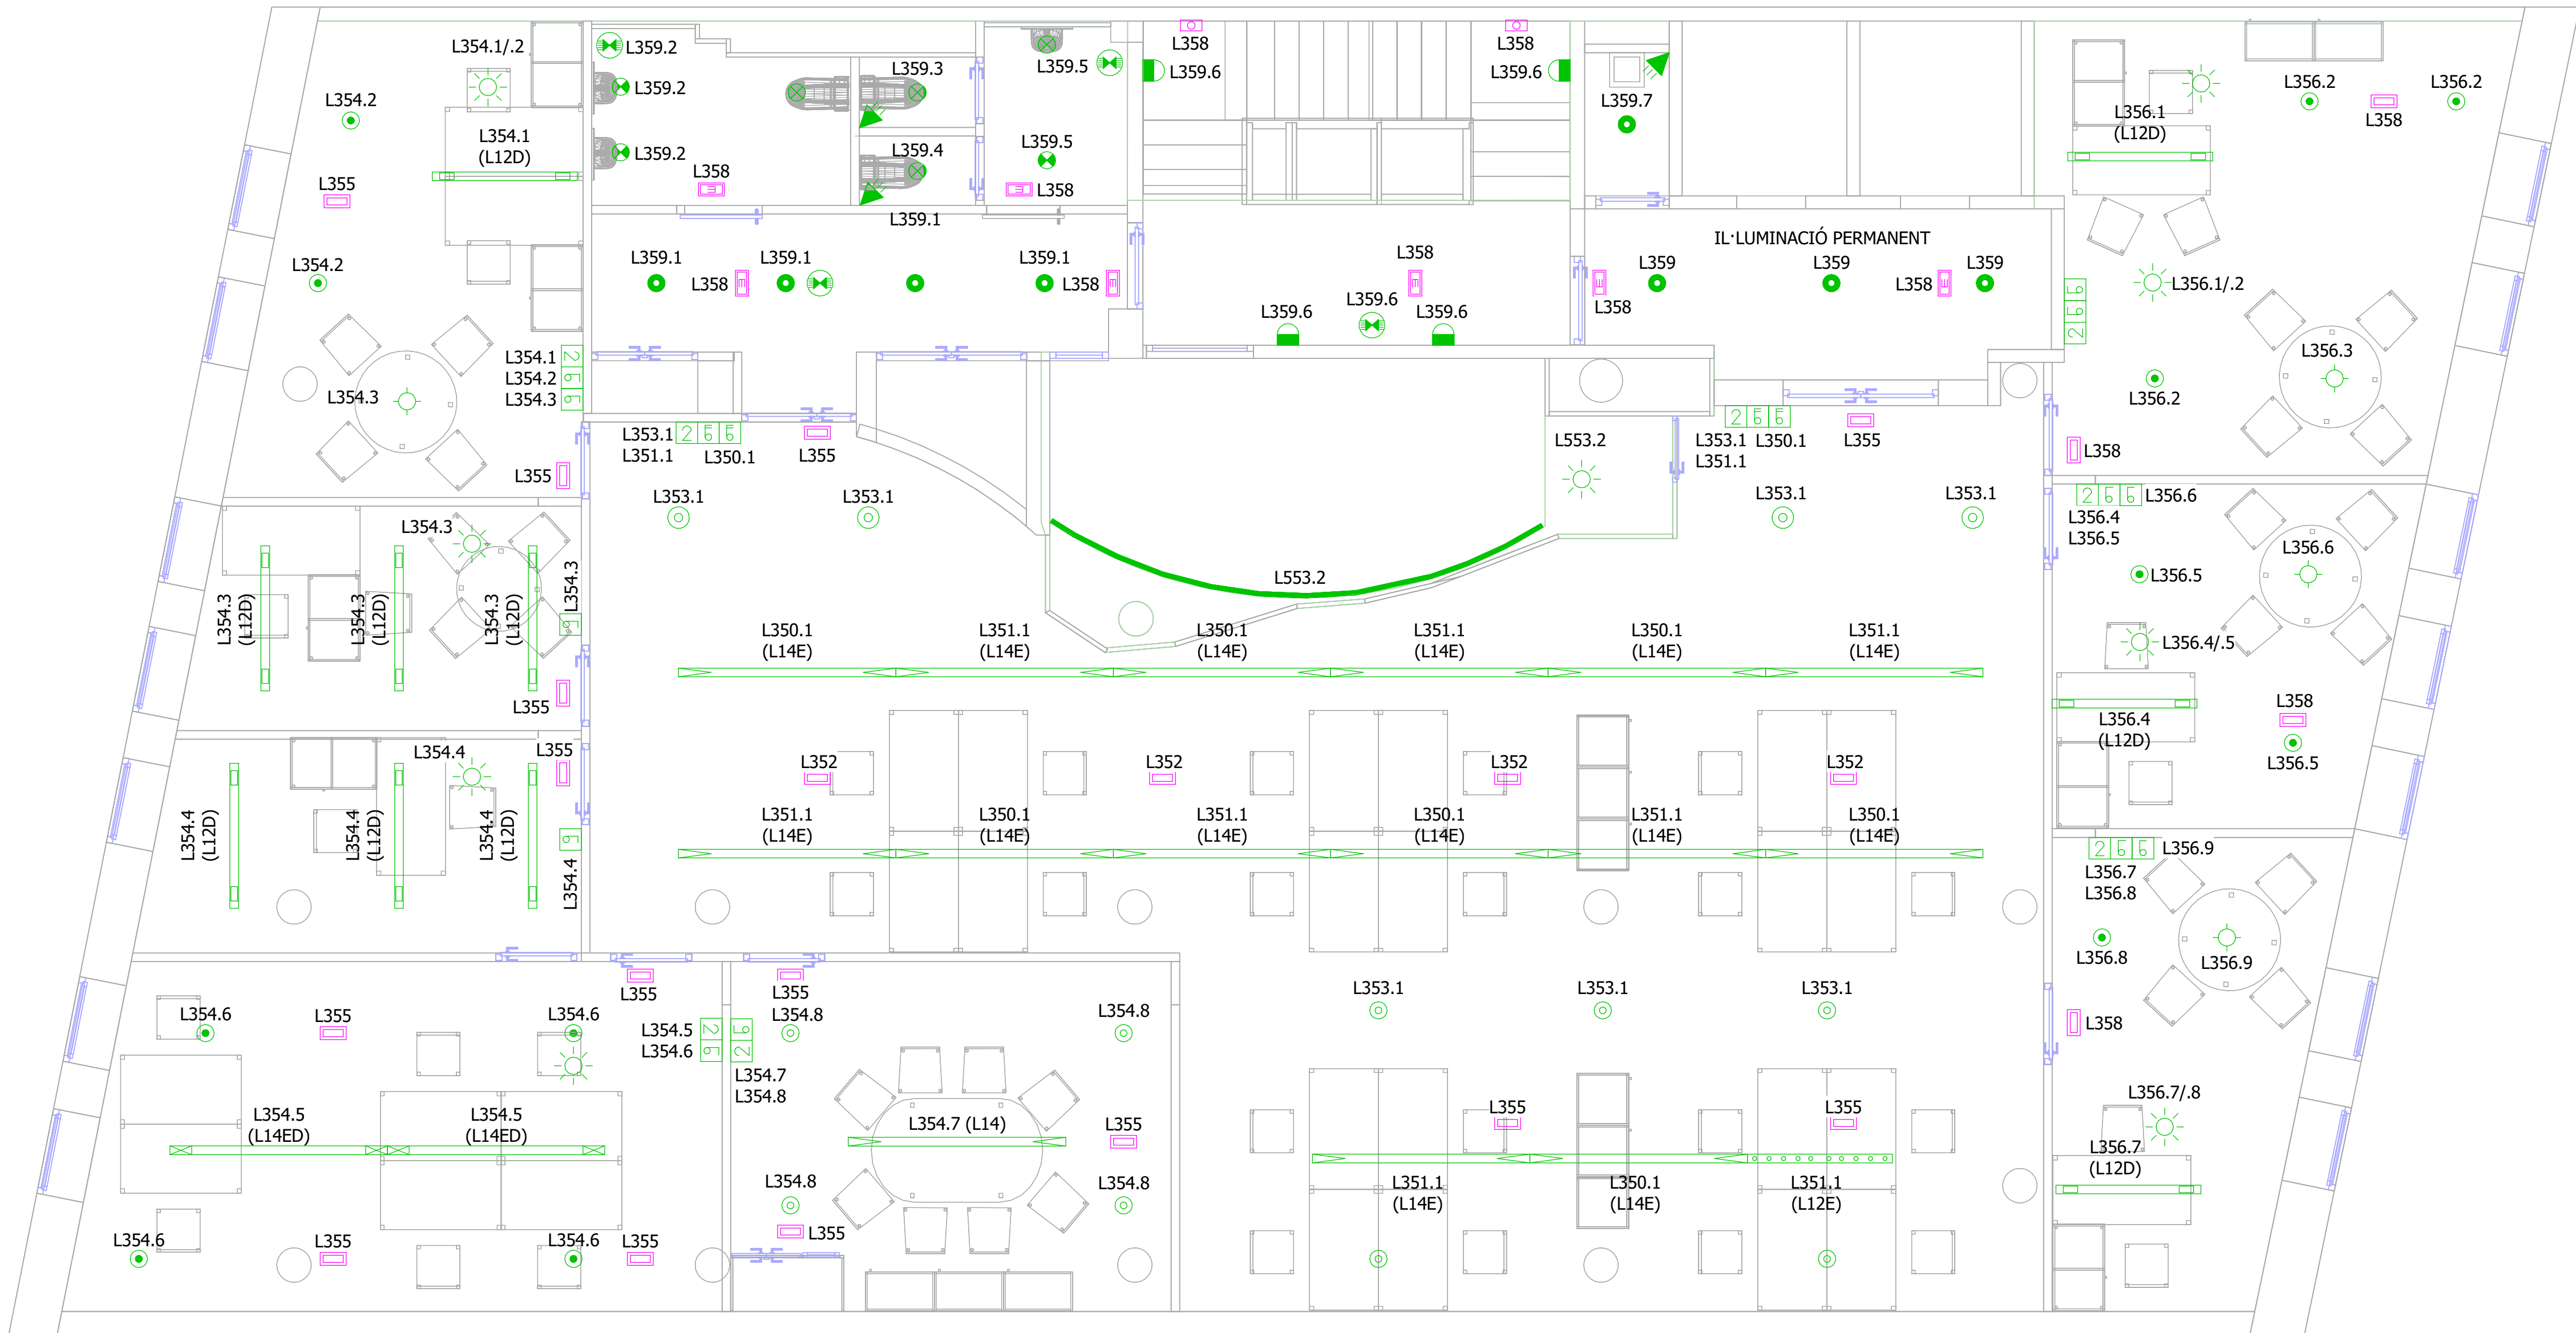 L354.1/.2
L359.2
L359.3
L359.5
L358
L359.6
L358
L359.6
L359.7
L356.2
L356.2
L358
L354.2
L359.2
L356.1
(L12D)
L354.1
(L12D)
L359.2
L359.4
L359.5
L355
L358
L358
L359.1
IL·LUMINACIÓ PERMANENT
L354.2
L359.1
L358
L359.1
L359.1
L358
L358
L359.6
L359.6
L359.6
L358
L359
L359
L358
L359
L356.1/.2
L354.1
L354.2
L354.3
L354.3
L356.3
L356.2
L355
L353.1
L351.1
L350.1
L355
L553.2
L353.1
L351.1
L350.1
L355
L358
L353.1
L353.1
L353.1
L353.1
L356.6
L356.4
L356.5
L354.3
L354.3
L553.2
L356.5
L356.6
L354.3
(L12D)
L354.3
(L12D)
L354.3
(L12D)
L350.1
(L14E)
L351.1
(L14E)
L350.1
(L14E)
L351.1
(L14E)
L350.1
(L14E)
L351.1
(L14E)
L356.4/.5
L355
L358
L356.4
(L12D)
L356.5
L354.4
L355
L352
L352
L352
L352
L354.4
(L12D)
L354.4
(L12D)
L354.4
(L12D)
L354.4
L351.1
(L14E)
L350.1
(L14E)
L351.1
(L14E)
L350.1
(L14E)
L351.1
(L14E)
L350.1
(L14E)
L356.9
L356.7
L356.8
L356.8
L356.9
L355
L355
L353.1
L353.1
L353.1
L354.6
L355
L354.6
L354.5
L354.6
L354.8
L354.8
L358
L354.7
L354.8
L356.7/.8
L354.5
(L14ED)
L354.5
(L14ED)
L354.7 (L14)
L355
L355
L355
L356.7
(L12D)
L354.8
L354.8
L351.1
(L14E)
L350.1
(L14E)
L351.1
(L12E)
L355
L354.6
L355
L354.6
L355